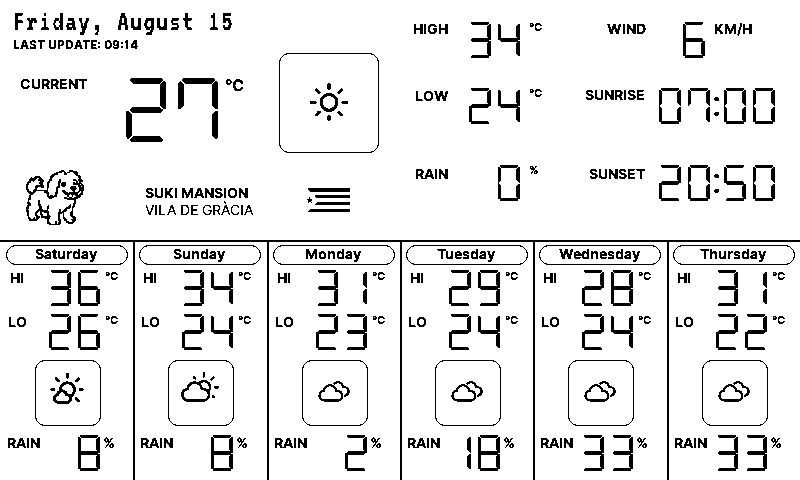 Friday, August 15
LAST UPDATE: 09:14
CURRENT 27 °C
HIGH 34 °C
LOW 24 °C
RAIN 0 %
WIND 6 KM/H
SUNRISE 07:00
SUNSET 20:50
SUKI MANSION
VILA DE GRÀCIA
Saturday
HI 36 °C
LO 26 °C
RAIN 8 %
Sunday
HI 34 °C
LO 24 °C
RAIN 8 %
Monday
HI 31 °C
LO 23 °C
RAIN 2 %
Tuesday
HI 29 °C
LO 24 °C
RAIN 18 %
Wednesday
HI 28 °C
LO 24 °C
RAIN 33 %
Thursday
HI 31 °C
LO 22 °C
RAIN 33 %